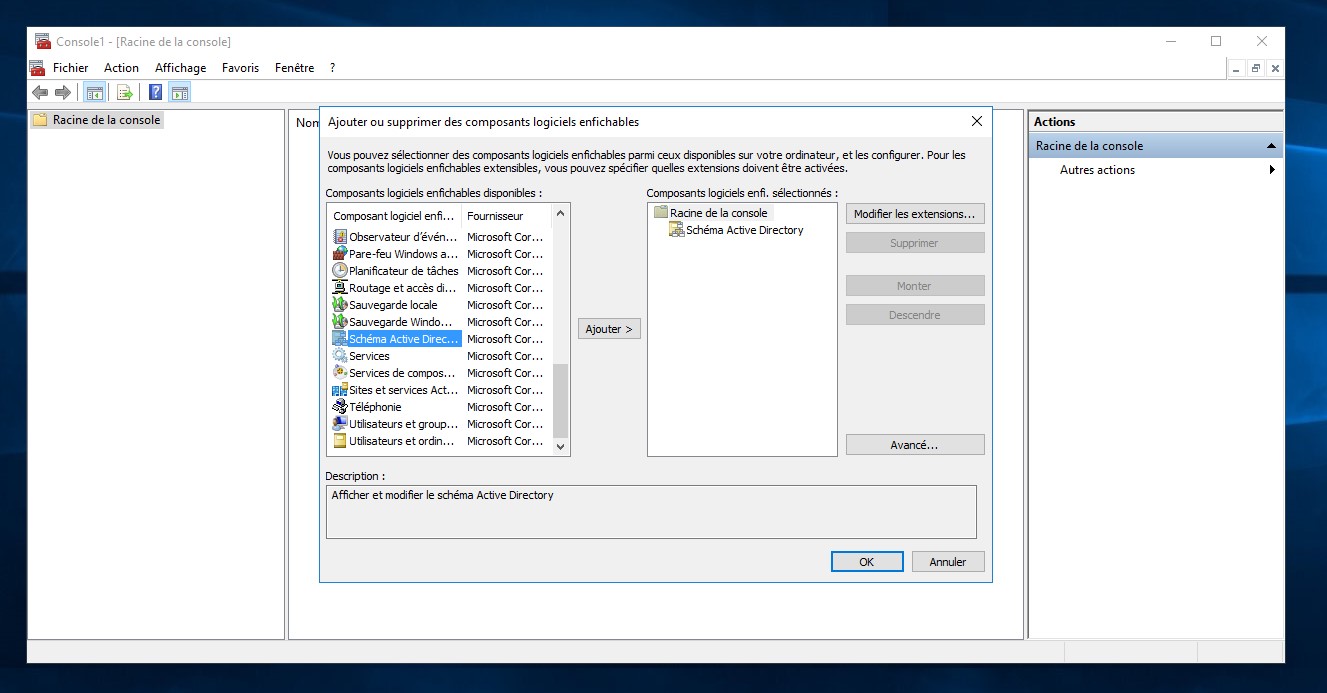 Console1 - [Racine de la console]
Fichier Action Affichage Favoris Fenêtre ?
Racine de la console
Nom
Ajouter ou supprimer des composants logiciels enfichables
Vous pouvez sélectionner des composants logiciels enfichables parmi ceux disponibles sur votre ordinateur, et les configurer. Pour les
composants logiciels enfichables extensibles, vous pouvez spécifier quelles extensions doivent être activées.
Composants logiciels enfichables disponibles :
Composant logiciel enfi... Fournisseur
Observateur d'évén... Microsoft Cor...
Pare-feu Windows a... Microsoft Cor...
Planificateur de tâches Microsoft Cor...
Routage et accès di... Microsoft Cor...
Sauvegarde locale Microsoft Cor...
Sauvegarde Windo... Microsoft Cor...
Schéma Active Direc... Microsoft Cor...
Services Microsoft Cor...
Services de compos... Microsoft Cor...
Sites et services Act... Microsoft Cor...
Téléphonie Microsoft Cor...
Utilisateurs et group... Microsoft Cor...
Utilisateurs et ordin... Microsoft Cor...
Ajouter >
Composants logiciels enfi. sélectionnés :
Racine de la console
Schéma Active Directory
Modifier les extensions...
Supprimer
Monter
Descendre
Avancé...
Description :
Afficher et modifier le schéma Active Directory
OK
Annuler
Actions
Racine de la console
Autres actions